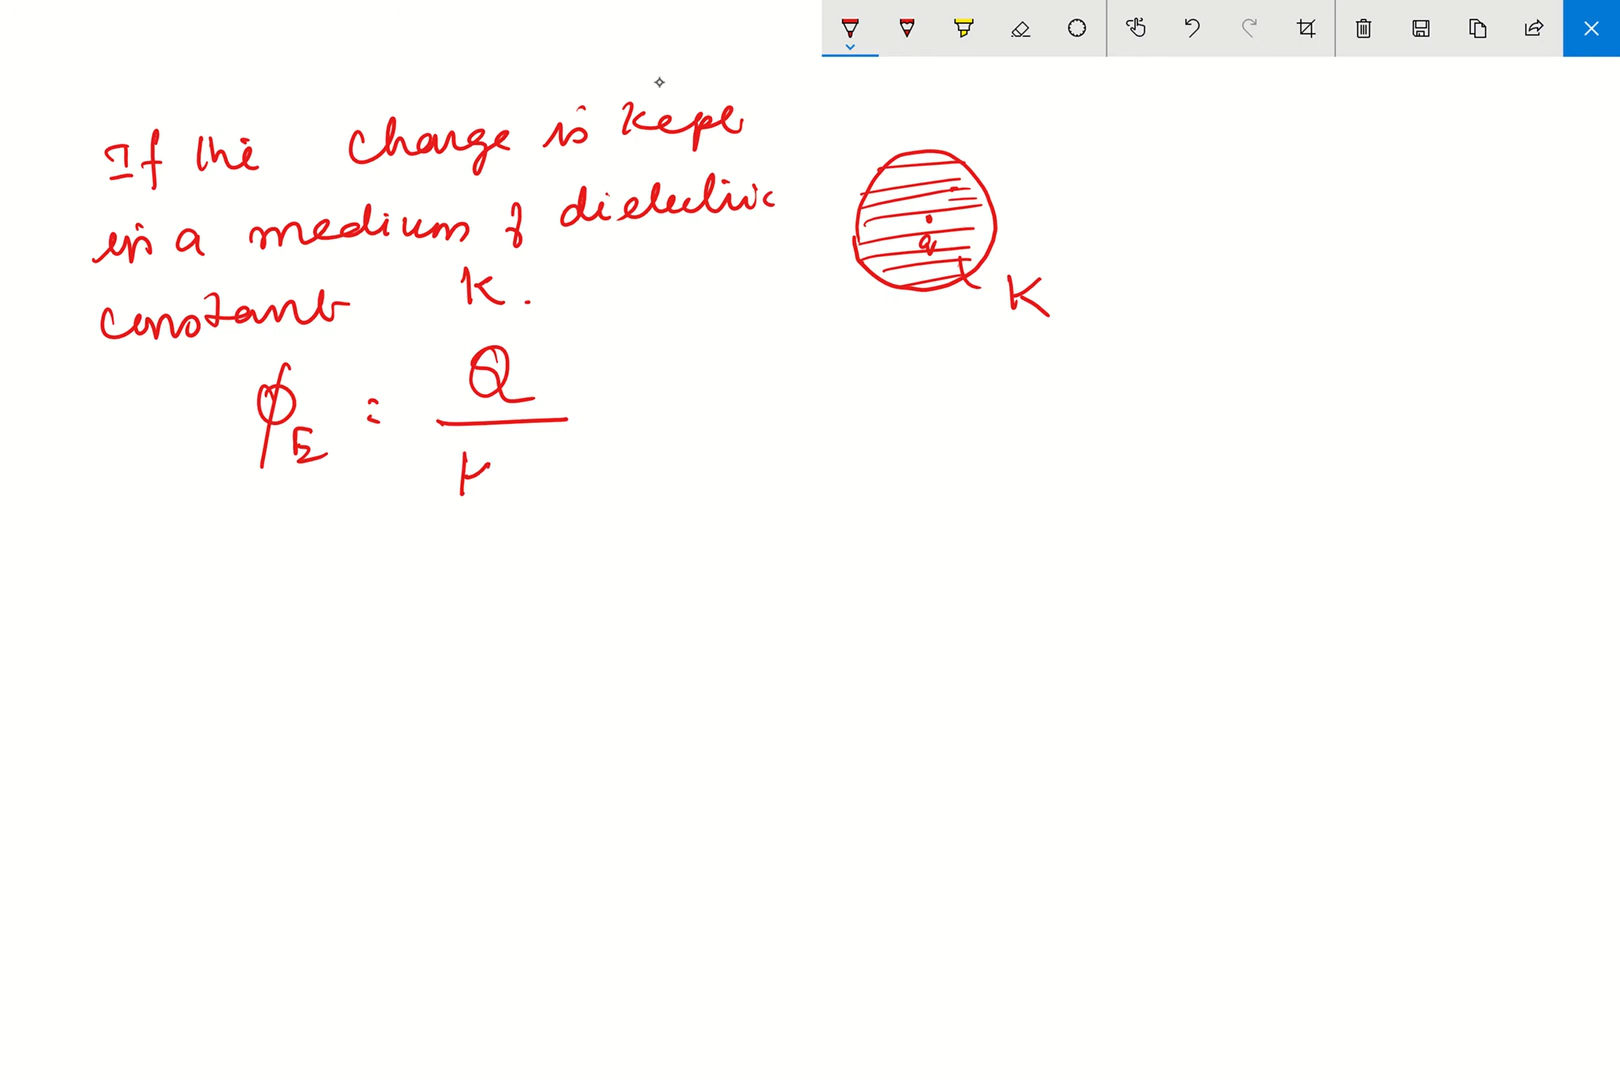 If the charge is kept
in a medium of dielectric
constant K.
ϕE = Q / K
q
K